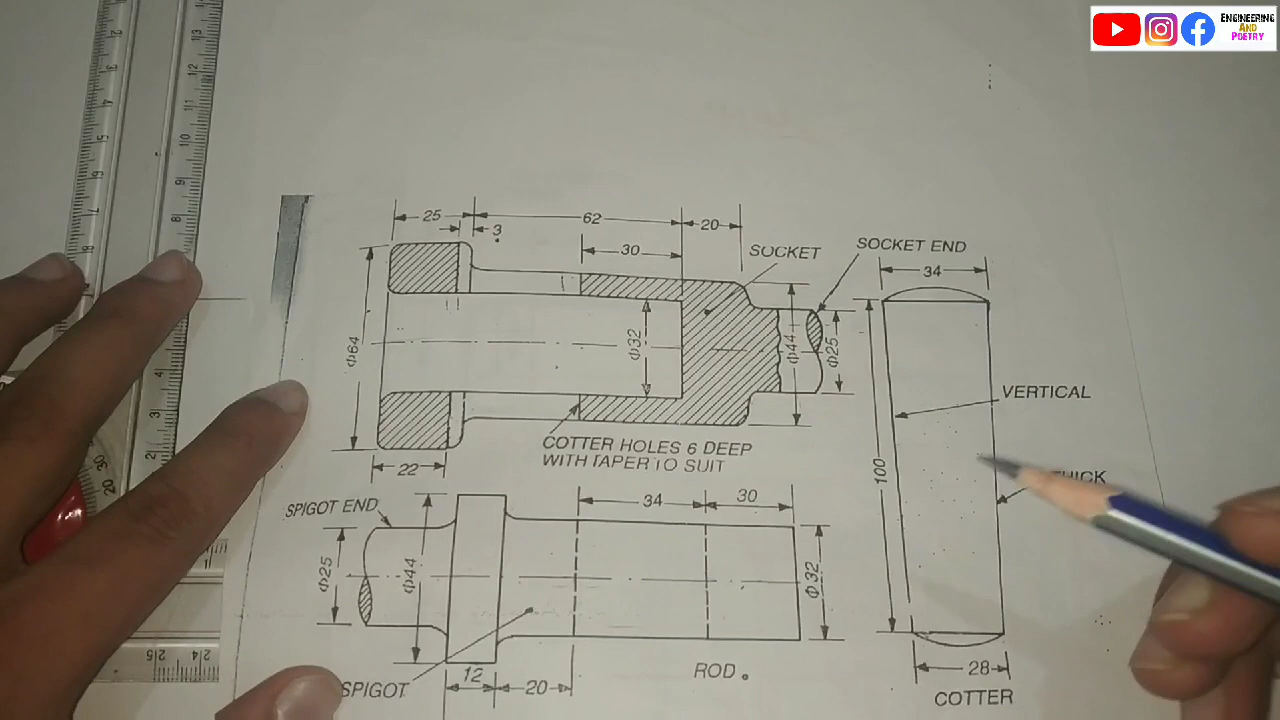 ENGINEERING
AND
POETRY
25
62
20
3
30
SOCKET
SOCKET END
34
Φ64
Φ32
Φ44
Φ25
VERTICAL
100
COTTER HOLES 6 DEEP
WITH TAPER TO SUIT
22
SPIGOT END
34
30
Φ25
Φ44
Φ32
SPIGOT
12
20
ROD
28
COTTER